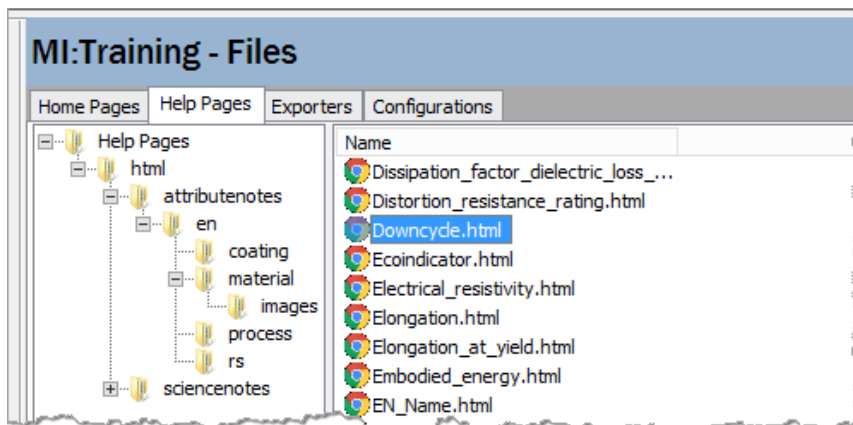 MI:Training - Files
Home Pages Help Pages Exporters Configurations
Help Pages
html
attributenotes
en
coating
material
images
process
rs
sciencenotes
Name
Dissipation_factor_dielectric_loss_...
Distortion_resistance_rating.html
Downcycle.html
Ecoindicator.html
Electrical_resistivity.html
Elongation.html
Elongation_at_yield.html
Embodied_energy.html
EN_Name.html